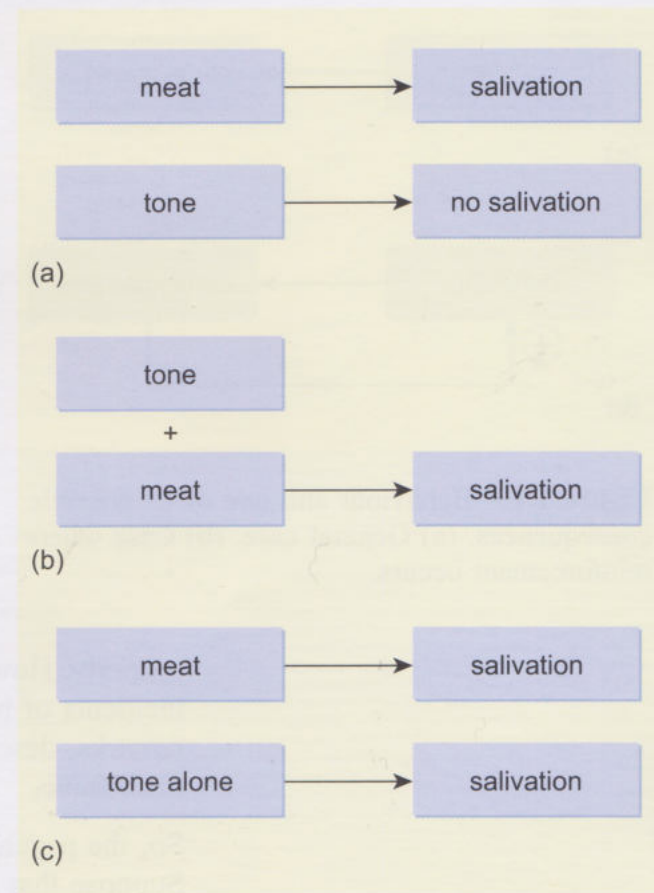 meat salivation
tone no salivation
(a)
tone
+
meat salivation
(b)
meat salivation
tone alone salivation
(c)